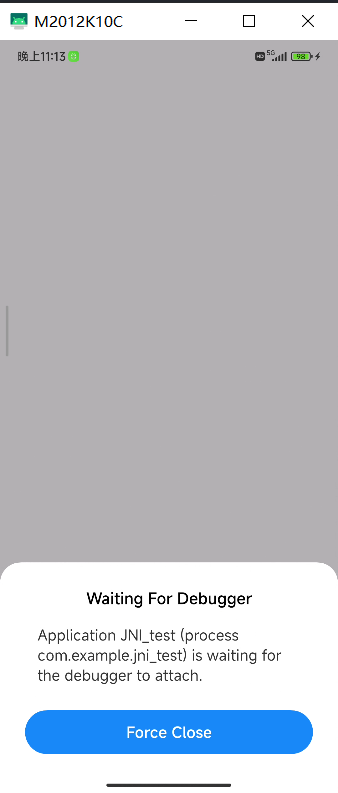 M2012K10C
晚上11:13
HD 5G 98
Waiting For Debugger
Application JNI_test (process
com.example.jni_test) is waiting for
the debugger to attach.
Force Close